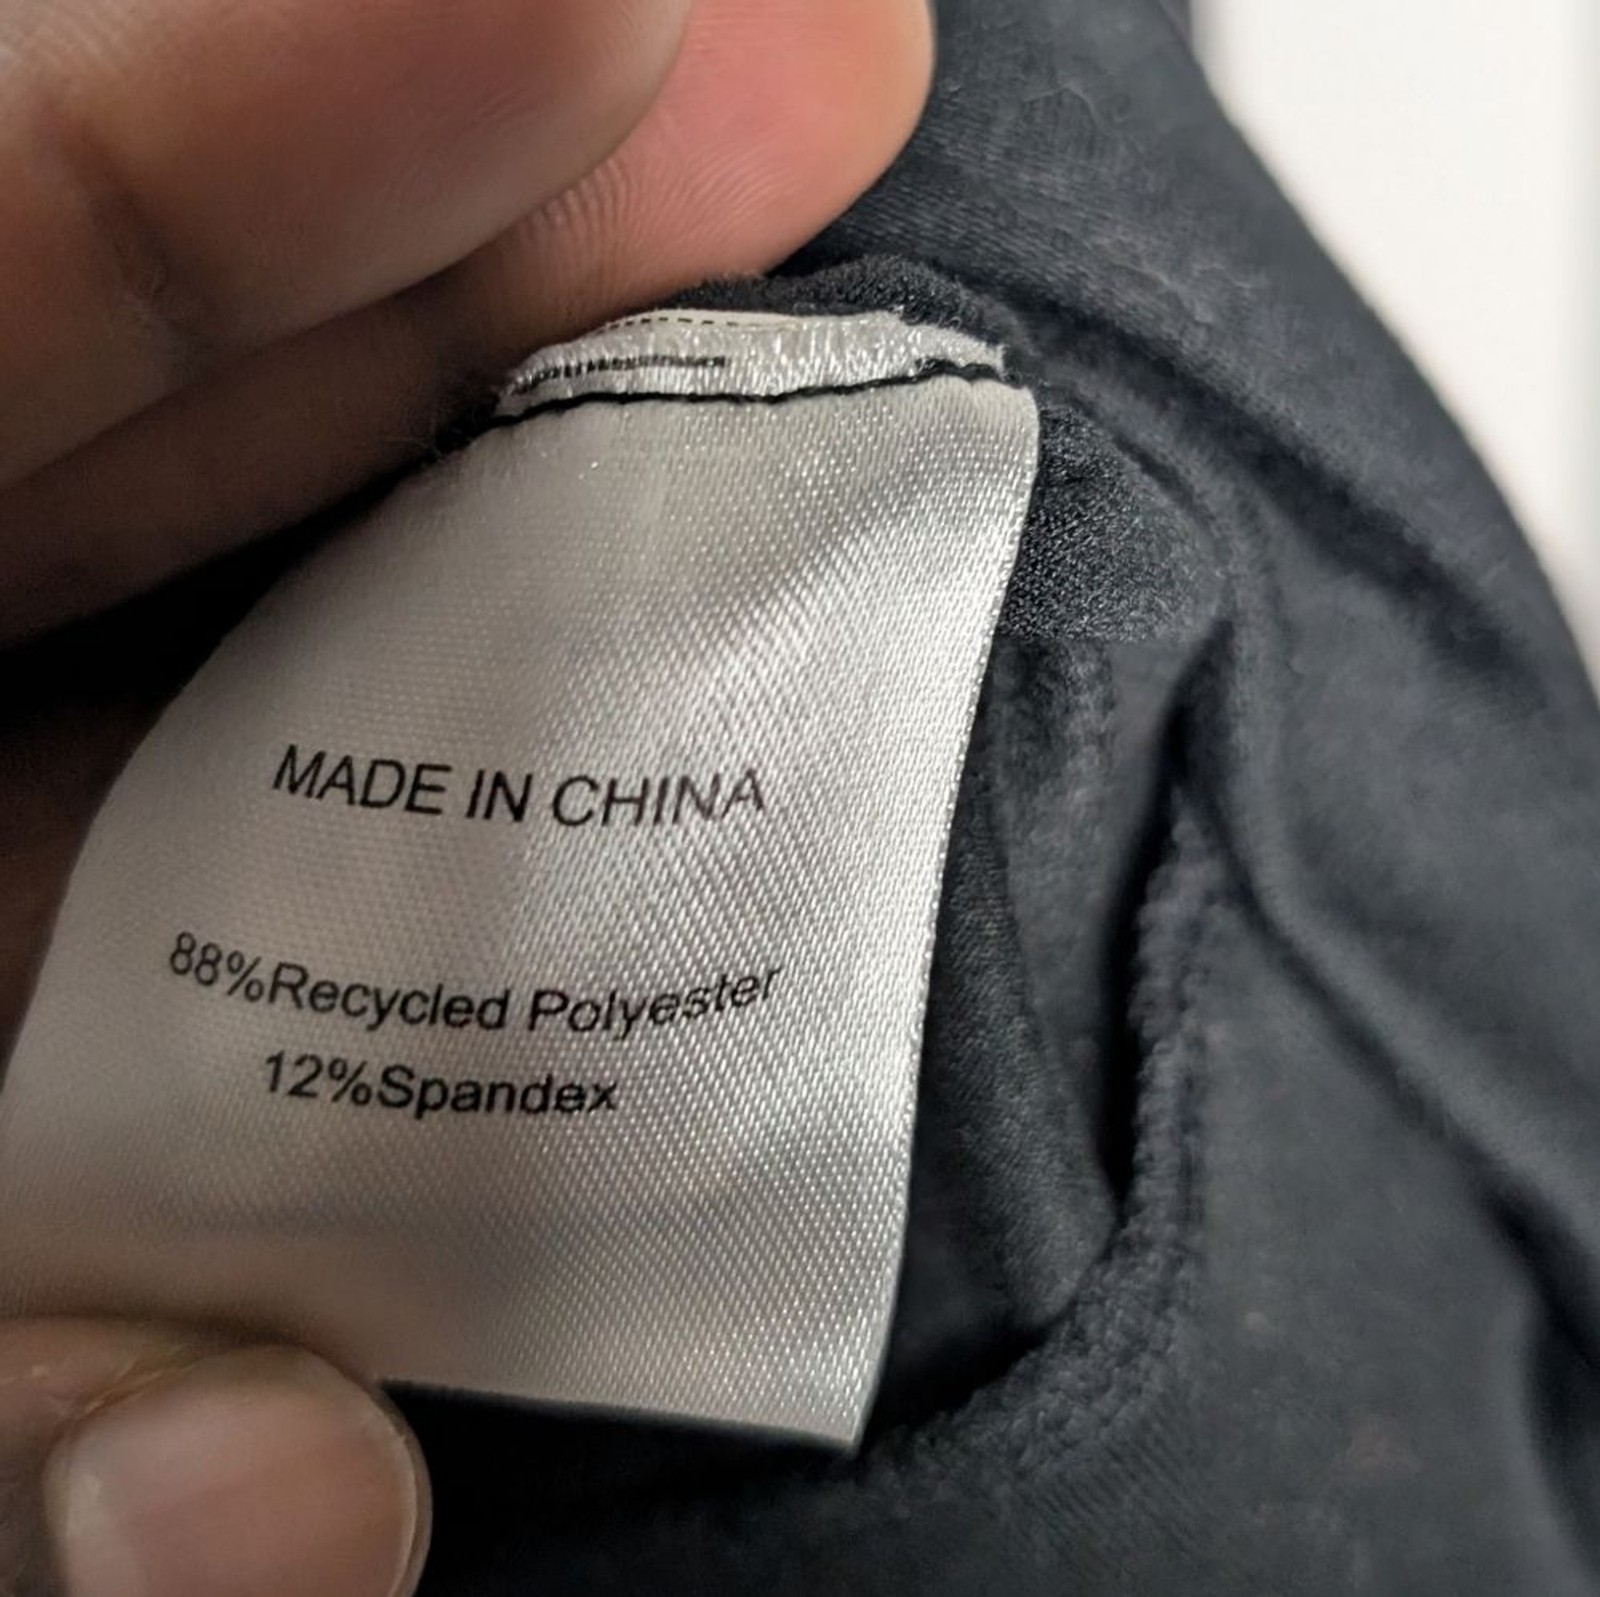 MADE IN CHINA
88%Recycled Polyester
12%Spandex